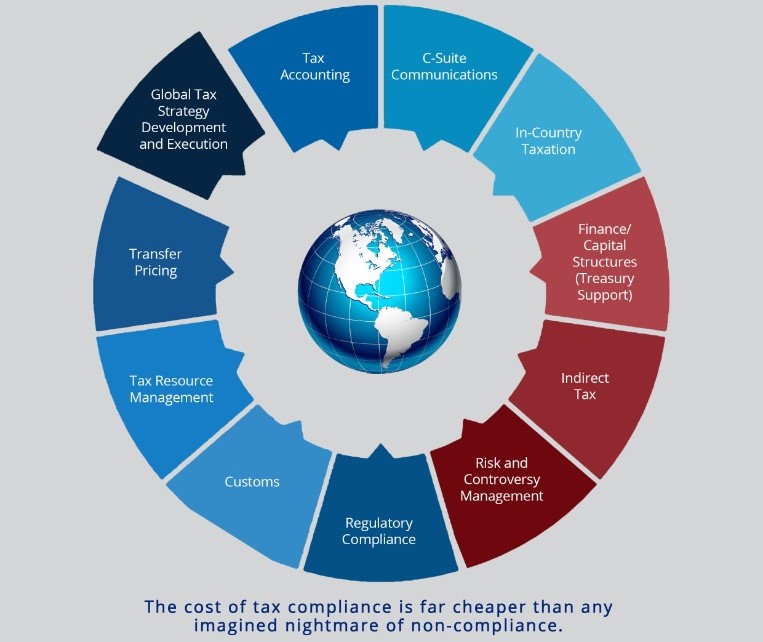 Tax
Accounting
C-Suite
Communications
In-Country
Taxation
Finance/
Capital
Structures
(Treasury
Support)
Indirect
Tax
Risk and
Controversy
Management
Regulatory
Compliance
Customs
Tax Resource
Management
Transfer
Pricing
Global Tax
Strategy
Development
and Execution
The cost of tax compliance is far cheaper than any
imagined nightmare of non-compliance.